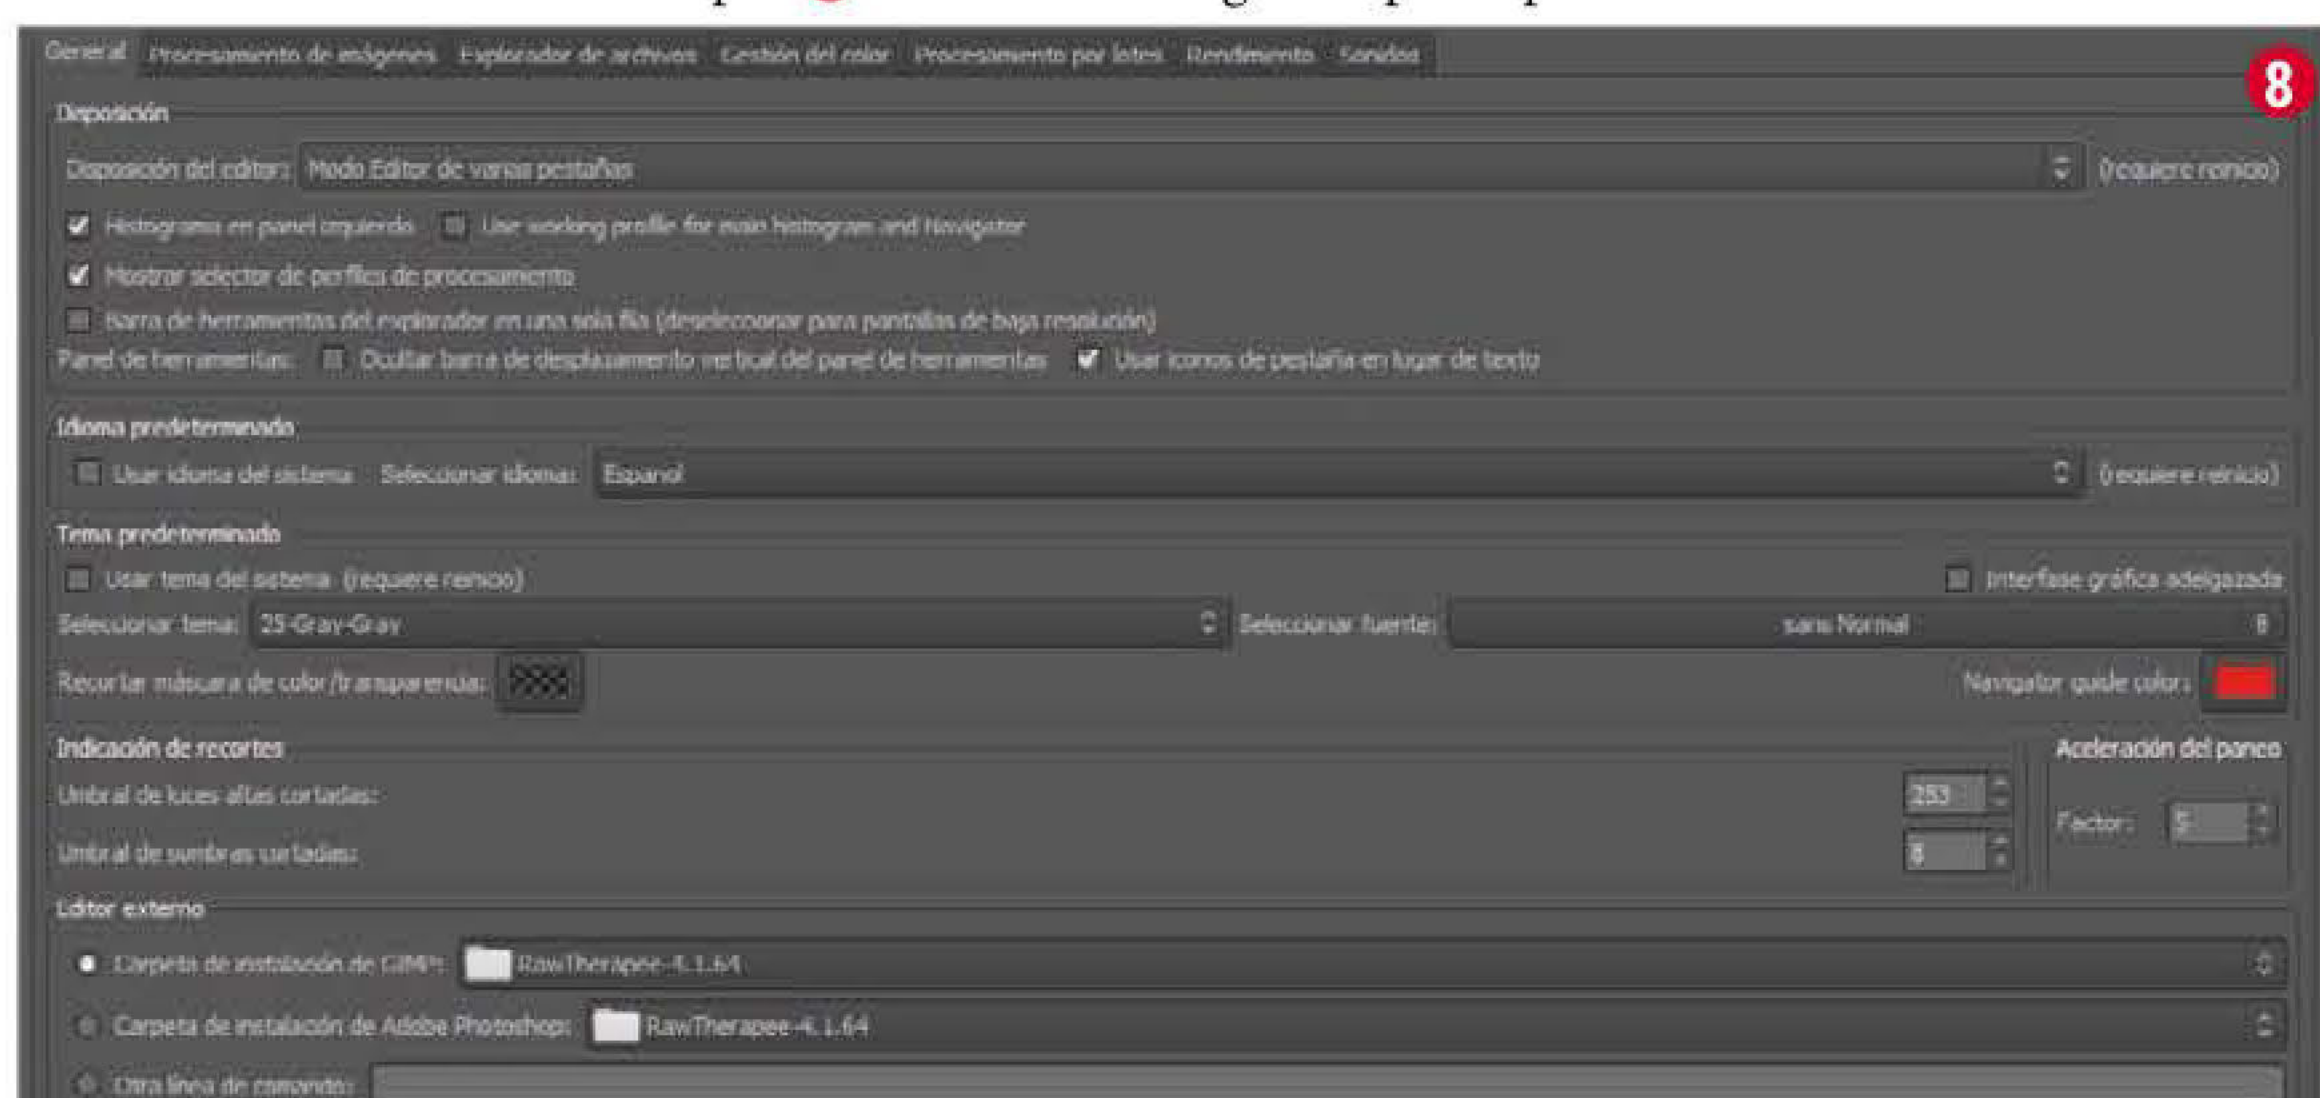 General Procesamiento de imágenes Explorador de archivos Gestión del color Procesamiento por lotes Rendimiento Sonidos
8
Disposición
Disposición del editor: Modo Editor de varias pestañas (requiere reinicio)
Histograma en panel izquierdo Use working profile for main histogram and Navigator
Mostrar selector de perfiles de procesamiento
Barra de herramientas del explorador en una sola fila (deseleccionar para pantallas de baja resolución)
Panel de herramientas: Ocultar barra de desplazamiento vertical del panel de herramientas Usar iconos de pestaña en lugar de texto
Idioma predeterminado
Usar idioma del sistema Seleccionar idioma: Espanol (requiere reinicio)
Tema predeterminado
Usar tema del sistema (requiere reinicio) Interfase gráfica adelgazada
Seleccionar tema: 25-Gray-Gray Seleccionar fuente: sans Normal 8
Recortar máscara de color/transparencia: Navigator guide color:
Indicación de recortes Aceleración del paneo
Umbral de luces altas cortadas: 253
Factor: 5
Umbral de sombras cortadas: 8
Editor externo
Carpeta de instalación de GIMP: RawTherapee-4.1.64
Carpeta de instalación de Adobe Photoshop: RawTherapee-4.1.64
Otra línea de comando: